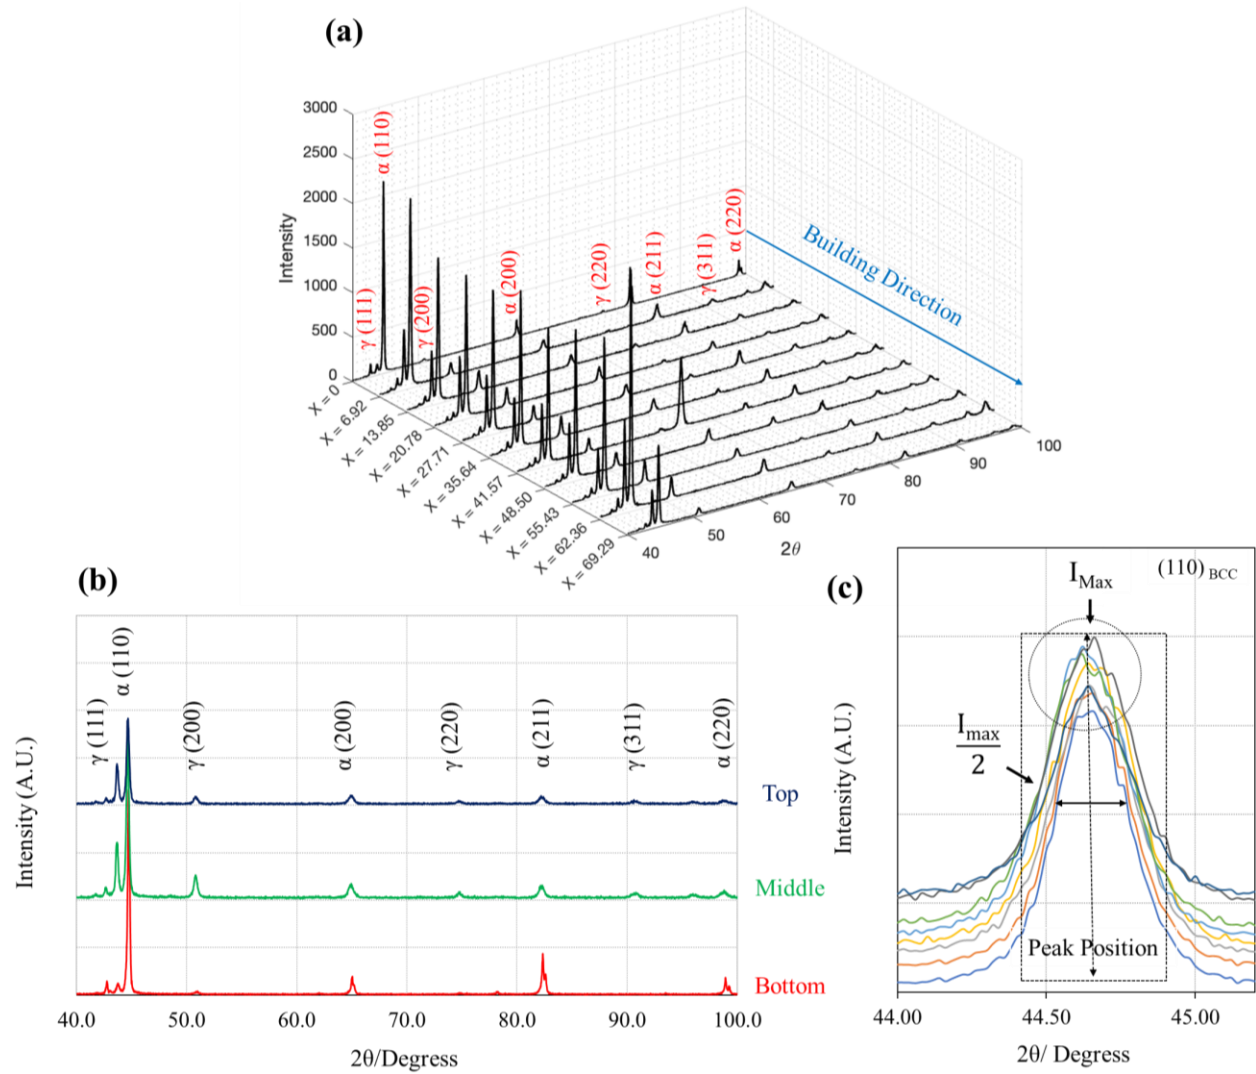 (a)
3000
2500
2000
1500
1000
500
0
Intensity
γ (111)
α (110)
γ (200)
α (200)
γ (220)
α (211)
γ (311)
α (220)
Building Direction
X = 0
X = 6.92
X = 13.85
X = 20.78
X = 27.71
X = 35.64
X = 41.57
X = 48.50
X = 55.43
X = 62.36
X = 69.29
40
50
60
70
80
90
100
2θ
(b)
Intensity (A.U.)
γ (111)
α (110)
γ (200)
α (200)
γ (220)
α (211)
γ (311)
α (220)
Top
Middle
Bottom
40.0 50.0 60.0 70.0 80.0 90.0 100.0
2θ/Degress
(c)
Intensity (A.U.)
I Max
(110) BCC
I max
2
Peak Position
44.00 44.50 45.00
2θ/ Degress